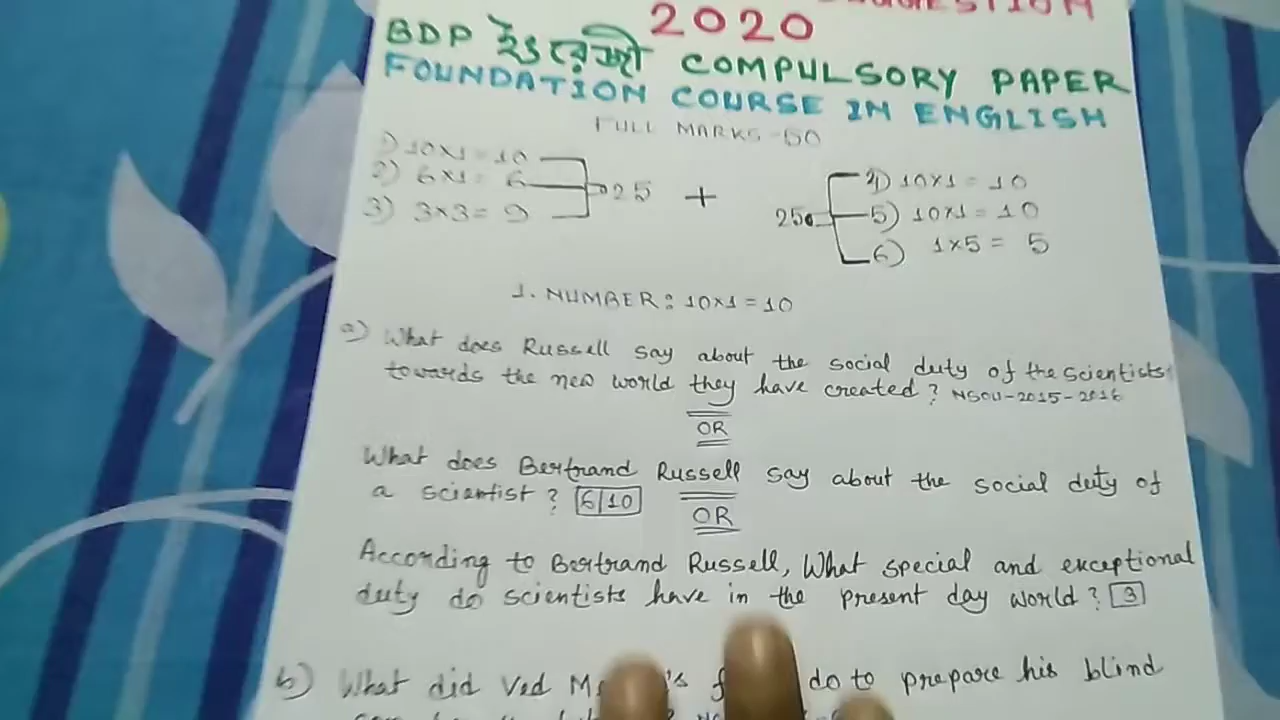 2020
BDP ইংরেজী COMPULSORY PAPER
FOUNDATION COURSE IN ENGLISH
FULL MARKS-50
1) 10×1=10
2) 6×1= 6
3) 3×3= 9
25 + 25
4) 10×1 = 10
5) 10×1 = 10
6) 1×5 = 5
1. NUMBER: 10×1=10
a) What does Russell say about the social duty of the scientists
towards the new world they have created? NSOU-2015-2016
OR
What does Bertrand Russell say about the social duty of
a scientist? 6/10
OR
According to Bertrand Russell, What special and exceptional
duty do scientists have in the present day world? 3
b) What did Ved do to prepare his blind